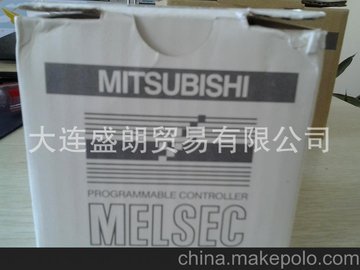 MITSUBISHI
大连盛朗贸易有限公司
PROGRAMMABLE CONTROLLER
MELSEC
china.makepolo.com